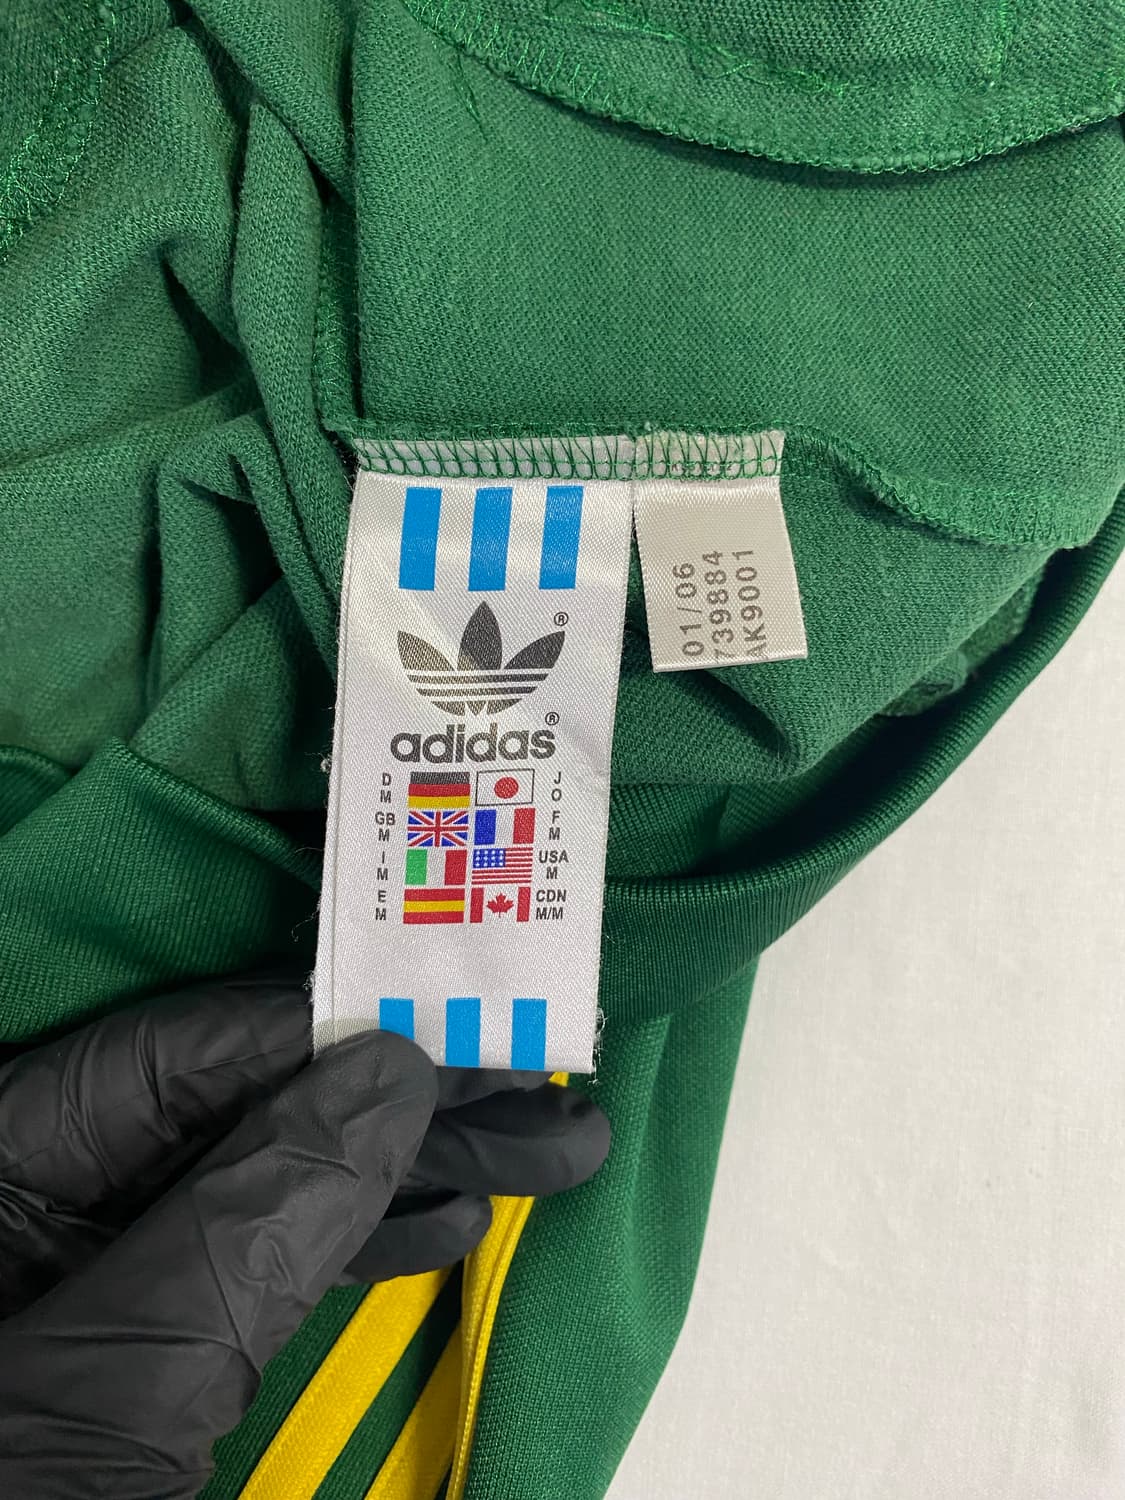 ®
adidas®
D
M
J
O
GB
M
F
M
I
M
USA
M
E
M
CDN
M/M
01/06
739884
AK9001